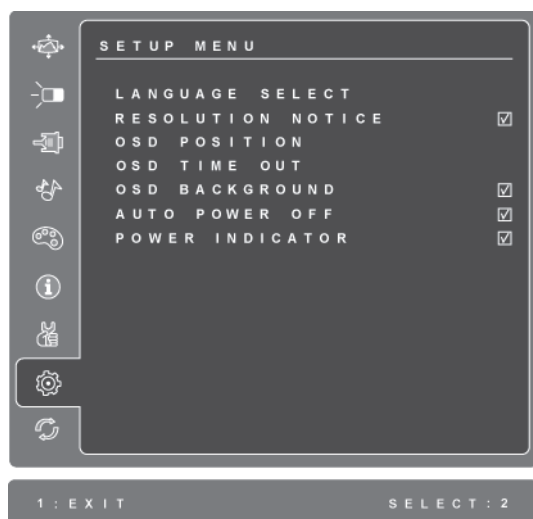 SETUP MENU
LANGUAGE SELECT
RESOLUTION NOTICE ☑
OSD POSITION
OSD TIME OUT
OSD BACKGROUND ☑
AUTO POWER OFF ☑
POWER INDICATOR ☑
1:EXIT SELECT:2